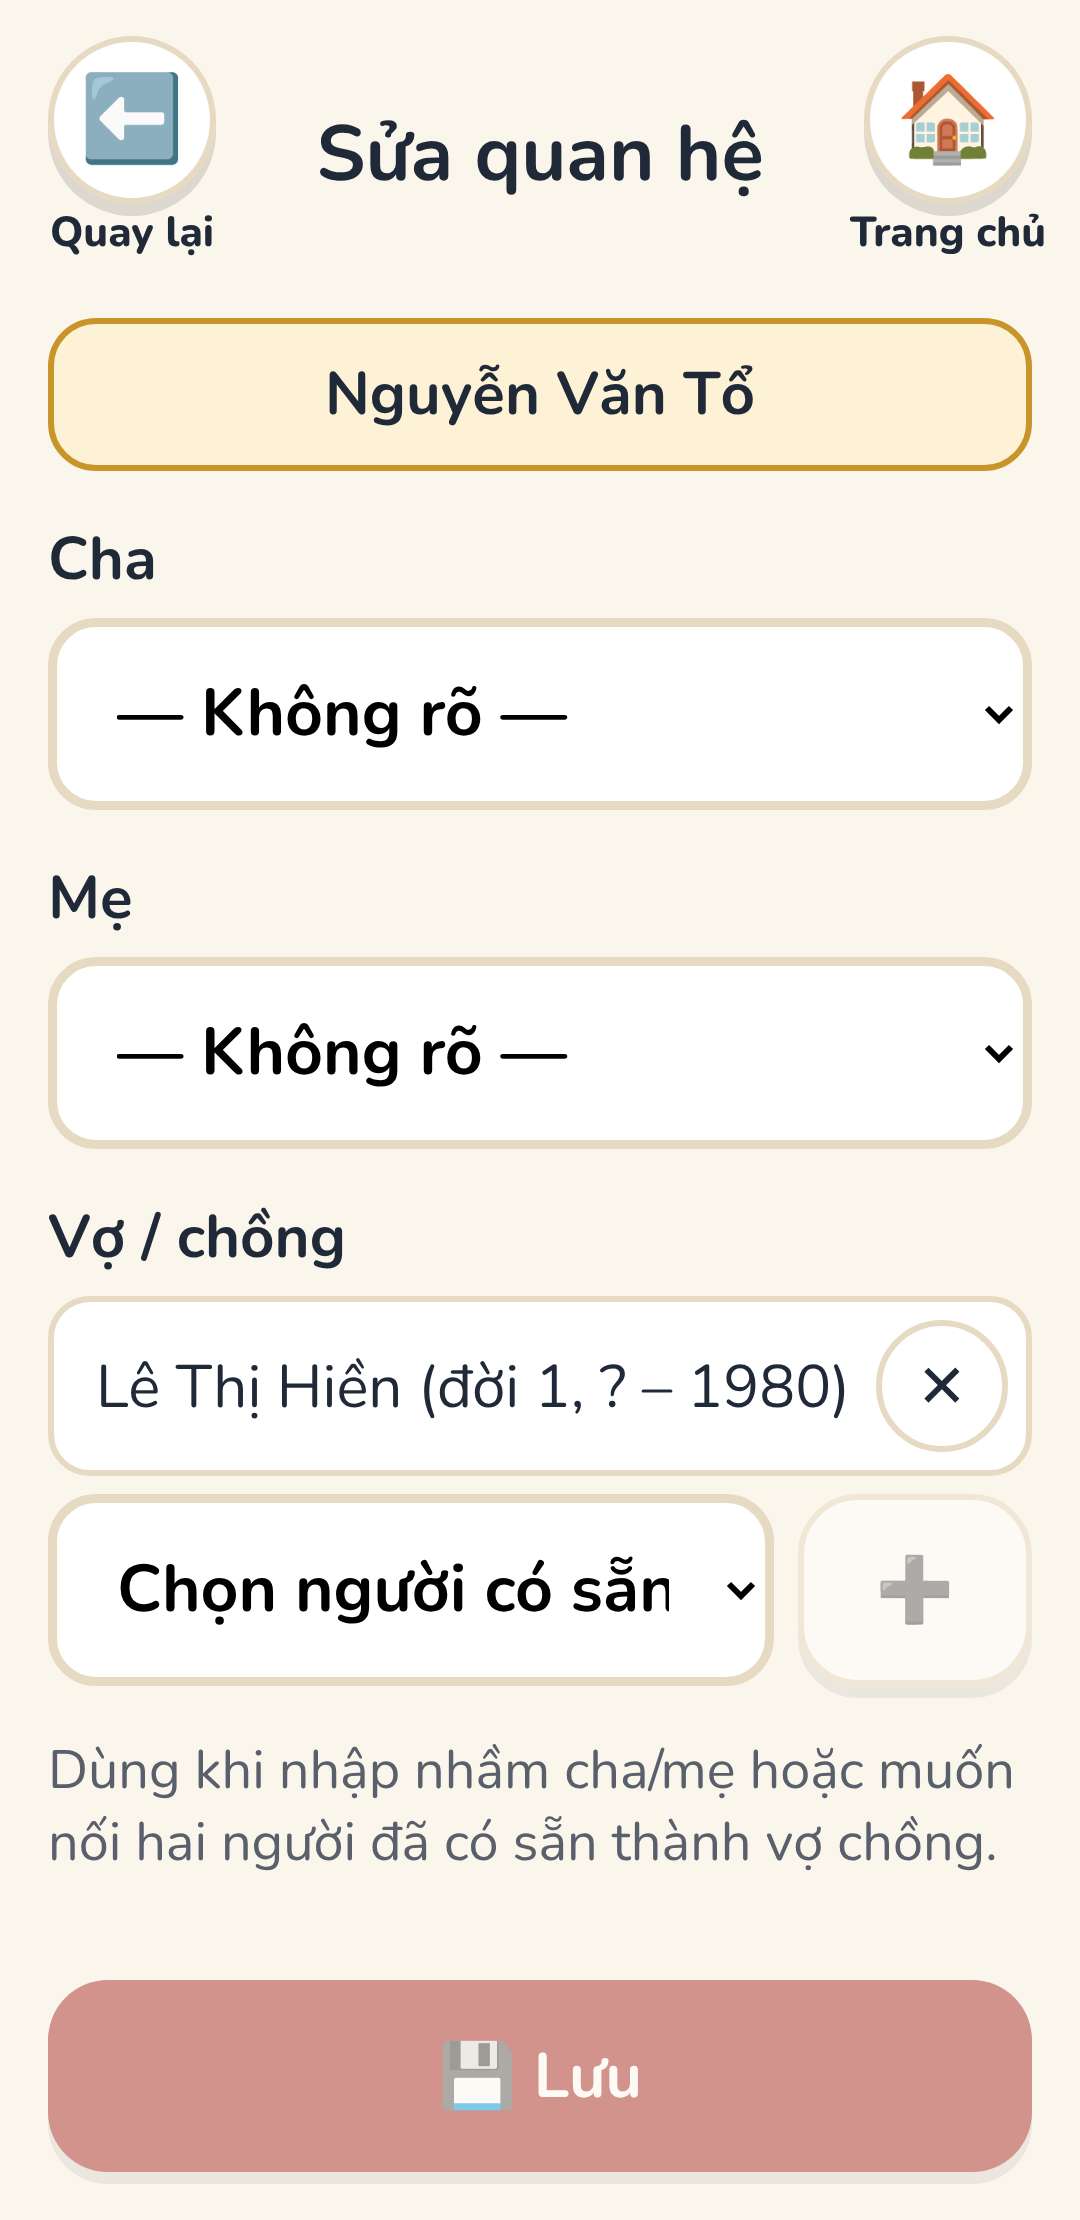 Sửa quan hệ
Quay lại
Trang chủ
Nguyễn Văn Tổ
Cha
— Không rõ —
Mẹ
— Không rõ —
Vợ / chồng
Lê Thị Hiền (đời 1, ? – 1980)
Chọn người có sẵn
Dùng khi nhập nhầm cha/mẹ hoặc muốn
nối hai người đã có sẵn thành vợ chồng.
Lưu